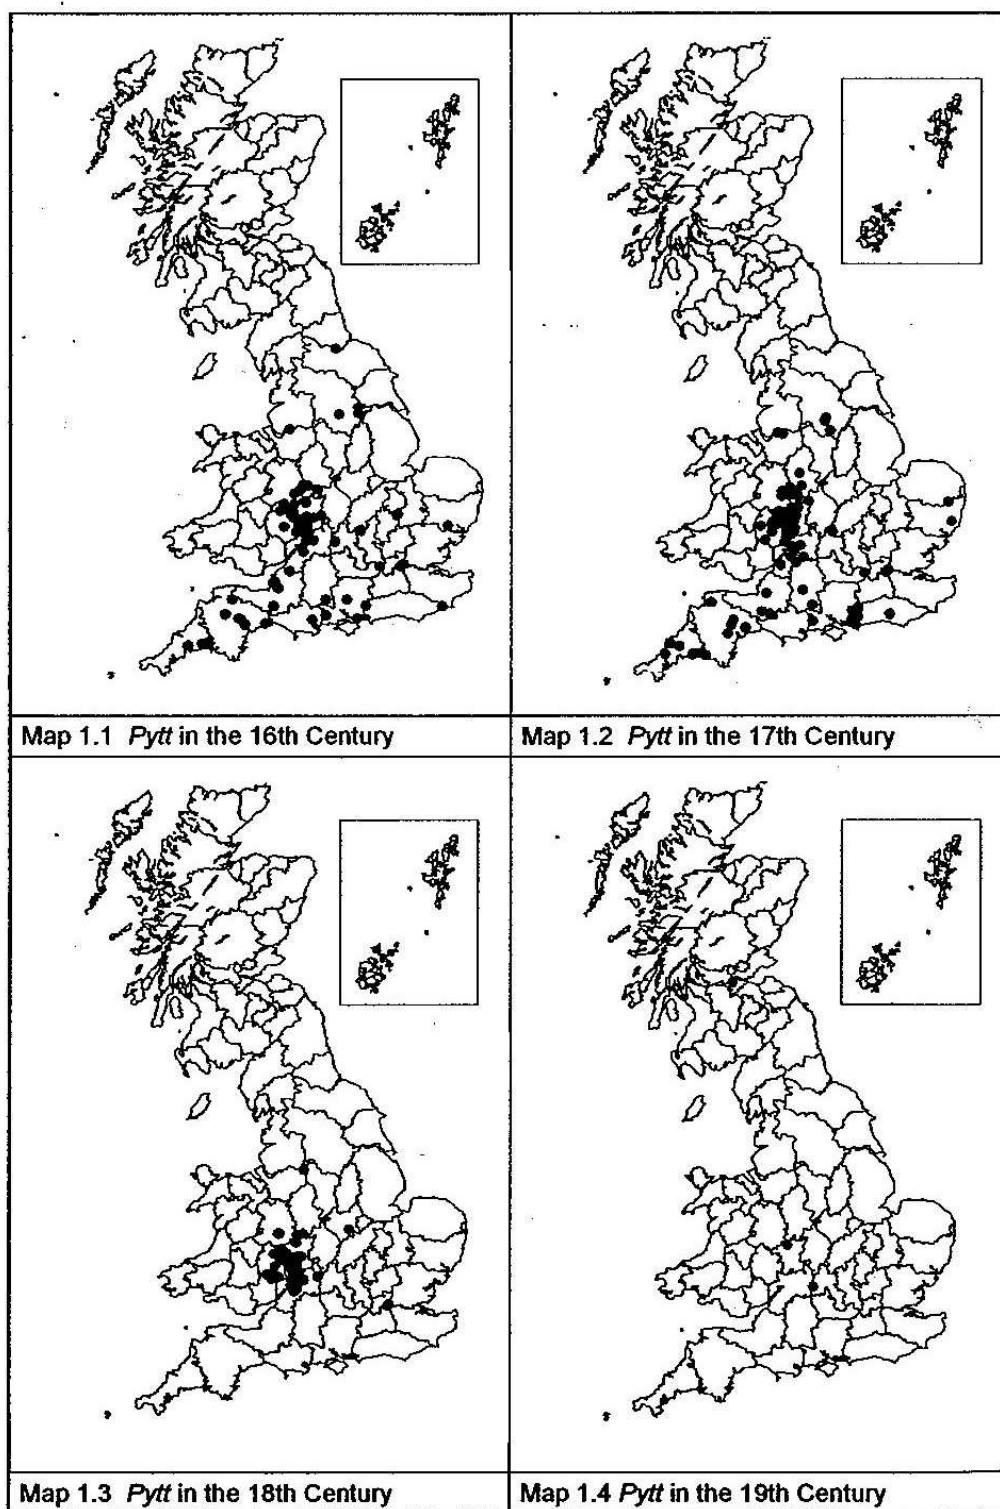 Map 1.1 Pytt in the 16th Century
Map 1.2 Pytt in the 17th Century
Map 1.3 Pytt in the 18th Century
Map 1.4 Pytt in the 19th Century